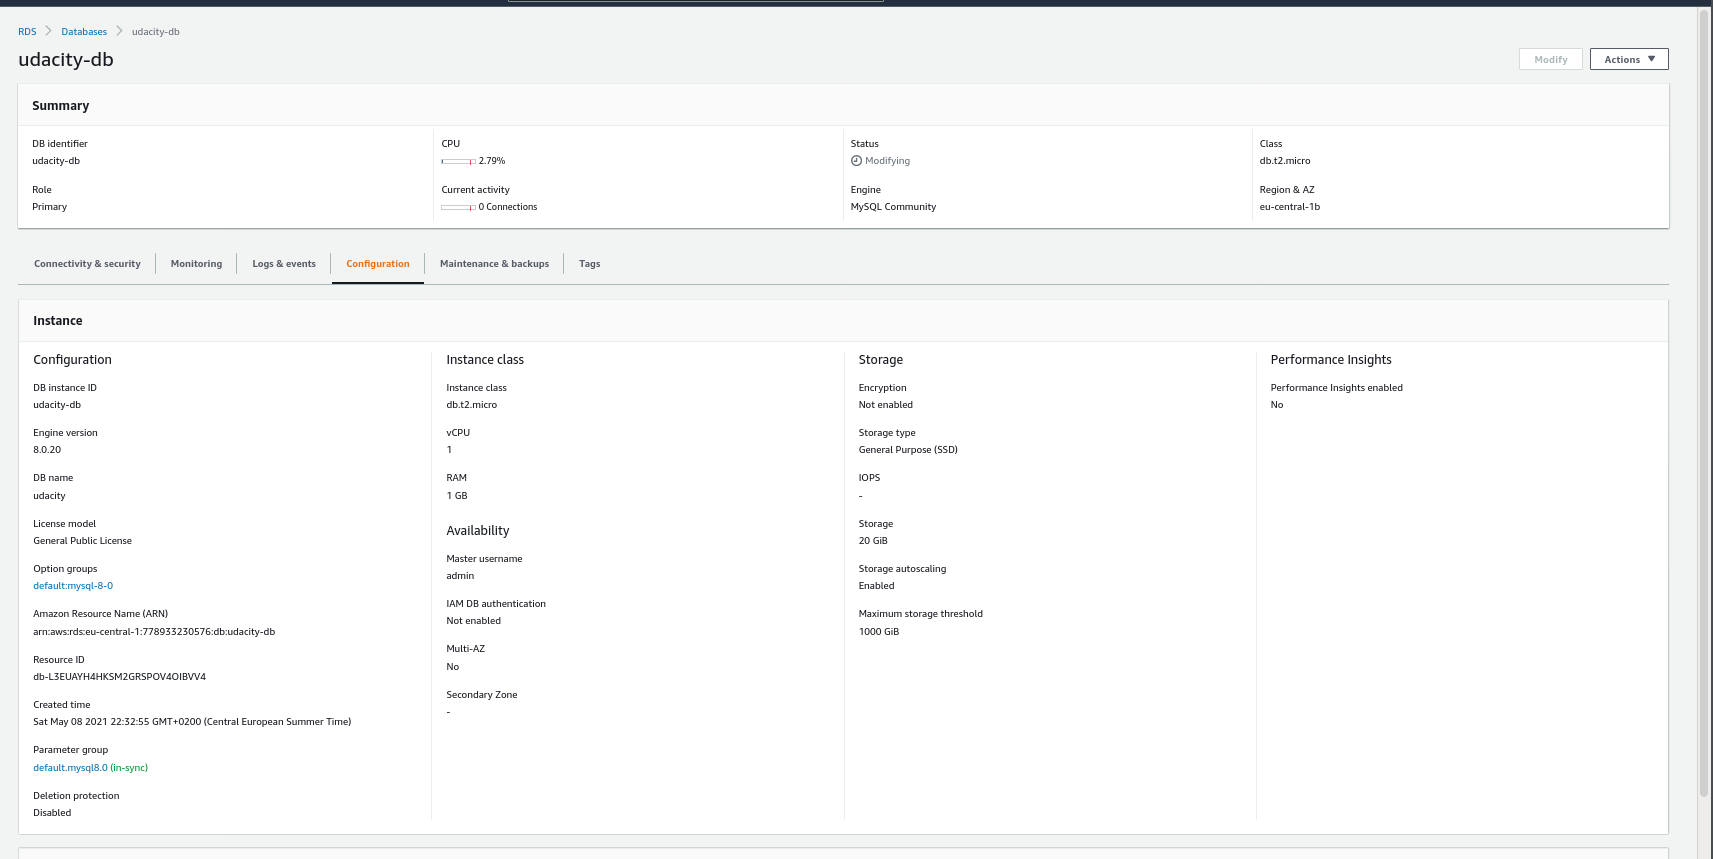 RDS > Databases > udacity-db
udacity-db
Modify
Actions ▼
Summary
DB identifier
udacity-db
Role
Primary
CPU
2.79%
Current activity
0 Connections
Status
Modifying
Engine
MySQL Community
Class
db.t2.micro
Region & AZ
eu-central-1b
Connectivity & security
Monitoring
Logs & events
Configuration
Maintenance & backups
Tags
Instance
Configuration
DB instance ID
udacity-db
Engine version
8.0.20
DB name
udacity
License model
General Public License
Option groups
default:mysql-8-0
Amazon Resource Name (ARN)
arn:aws:rds:eu-central-1:778933230576:db:udacity-db
Resource ID
db-L3EUAYH4HKSM2GRSPOV4OIBVV4
Created time
Sat May 08 2021 22:32:55 GMT+0200 (Central European Summer Time)
Parameter group
default.mysql8.0 (in-sync)
Deletion protection
Disabled
Instance class
Instance class
db.t2.micro
vCPU
1
RAM
1 GB
Availability
Master username
admin
IAM DB authentication
Not enabled
Multi-AZ
No
Secondary Zone
-
Storage
Encryption
Not enabled
Storage type
General Purpose (SSD)
IOPS
-
Storage
20 GiB
Storage autoscaling
Enabled
Maximum storage threshold
1000 GiB
Performance Insights
Performance Insights enabled
No